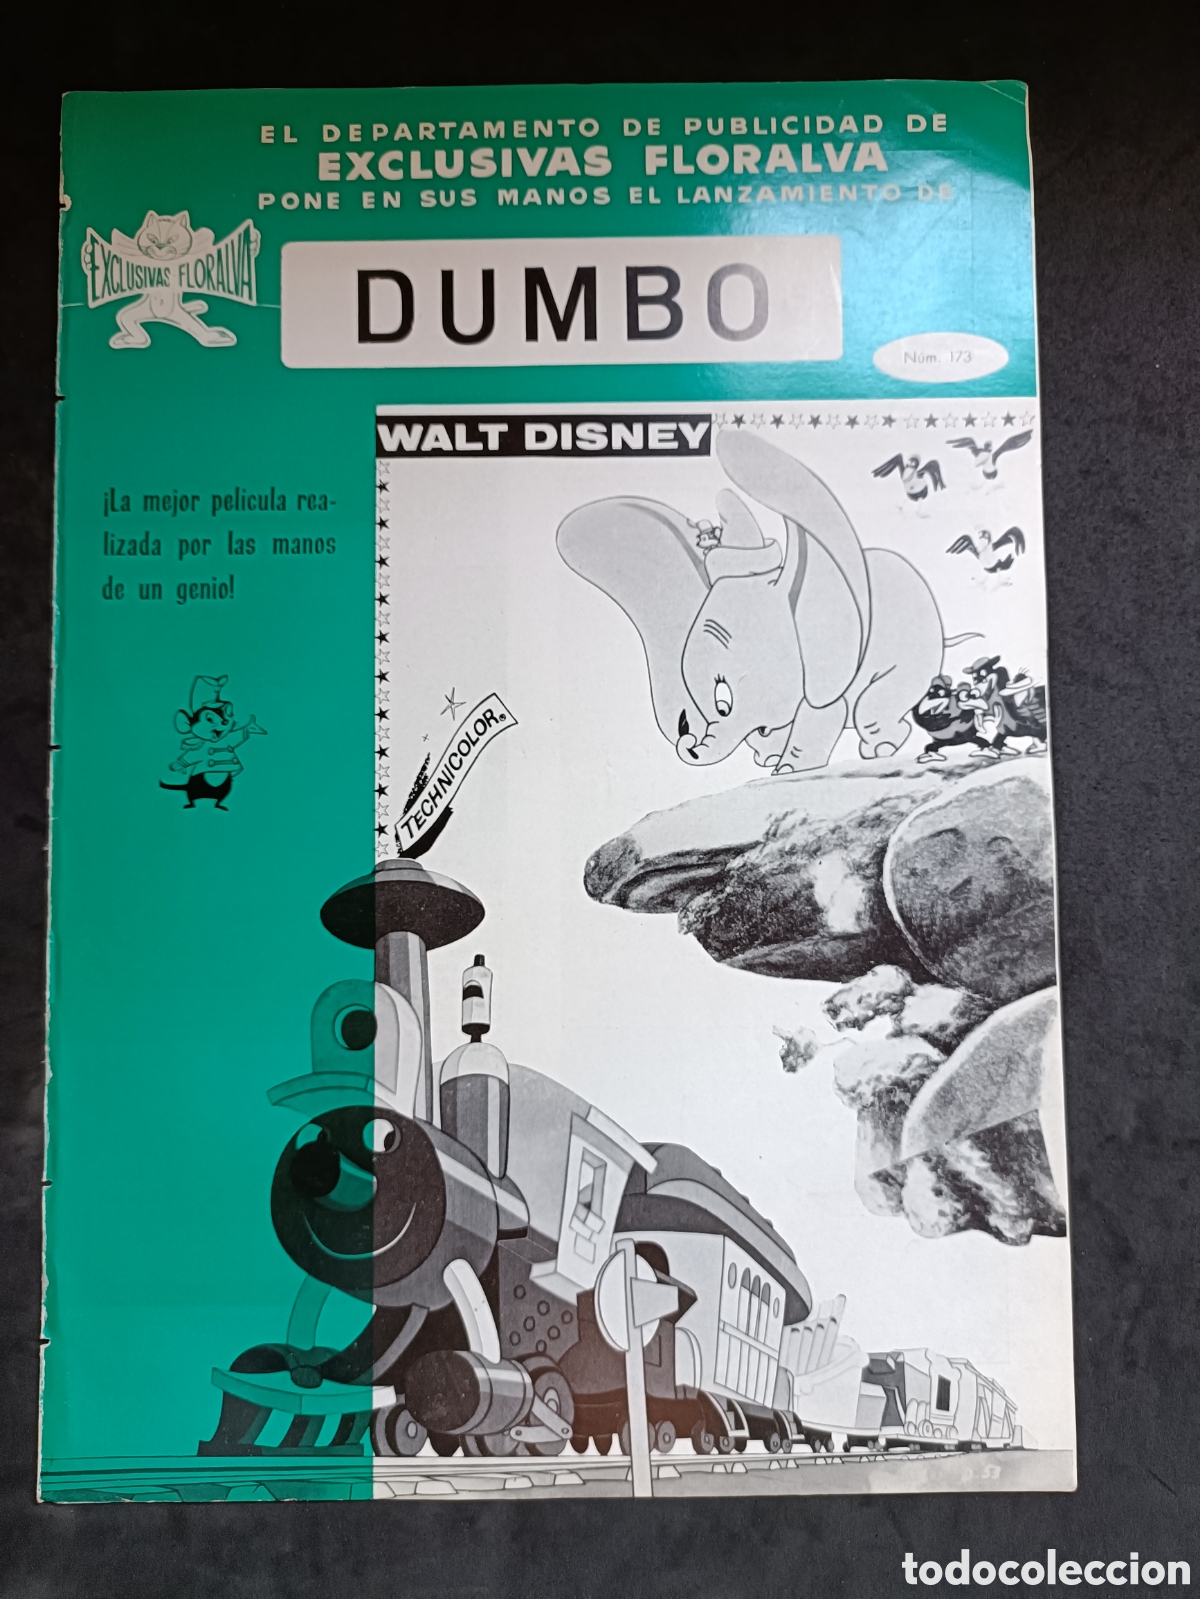 EL DEPARTAMENTO DE PUBLICIDAD DE
EXCLUSIVAS FLORALVA
PONE EN SUS MANOS EL LANZAMIENTO DE
EXCLUSIVAS FLORALVA
DUMBO
Núm. 173
WALT DISNEY
¡La mejor pelicula rea-
lizada por las manos
de un genio!
TECHNICOLOR®
todocoleccion